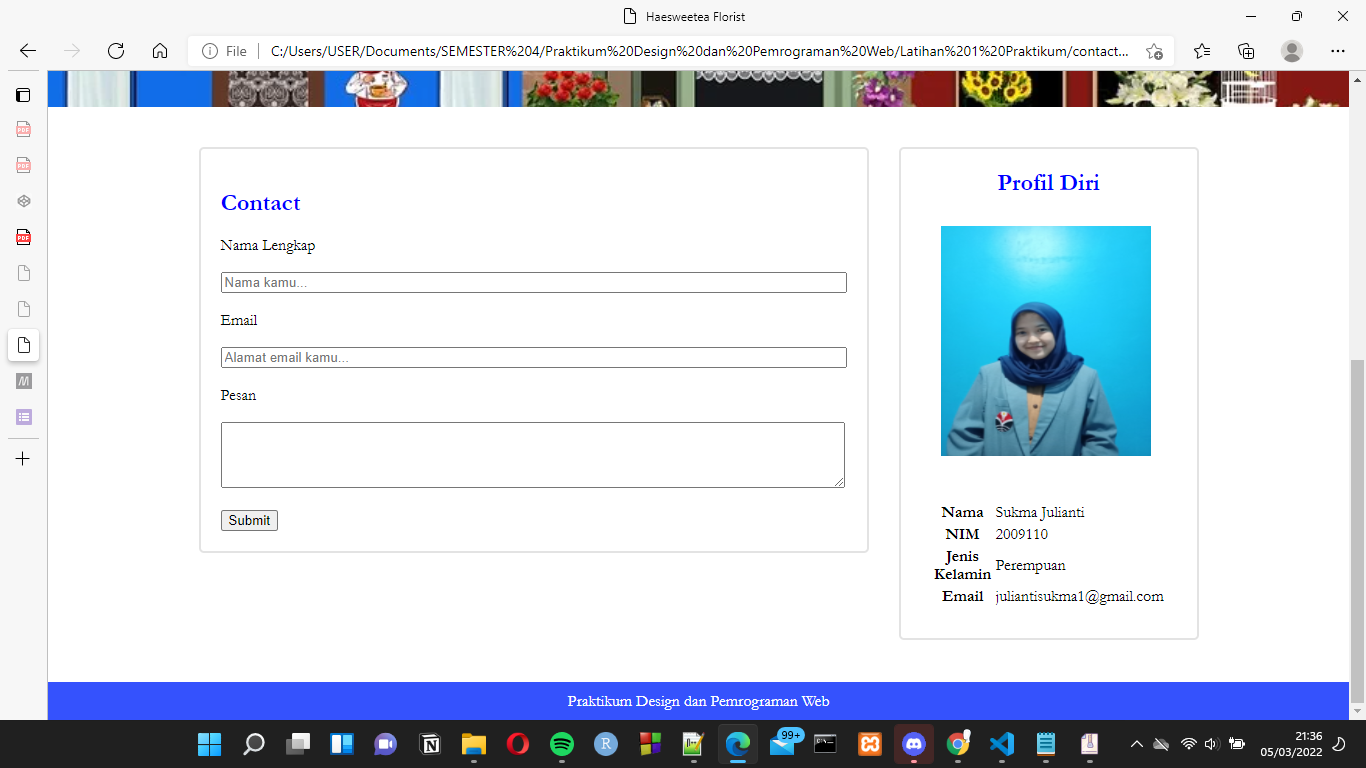 Haesweetea Florist
File
C:/Users/USER/Documents/SEMESTER%204/Praktikum%20Design%20dan%20Pemrograman%20Web/Latihan%201%20Praktikum/contact...
Contact
Nama Lengkap
Nama kamu...
Email
Alamat email kamu...
Pesan
Submit
Profil Diri
Nama Sukma Julianti
NIM 2009110
Jenis
Kelamin Perempuan
Email juliantisukma1@gmail.com
Praktikum Design dan Pemrograman Web
99+
21:36
05/03/2022